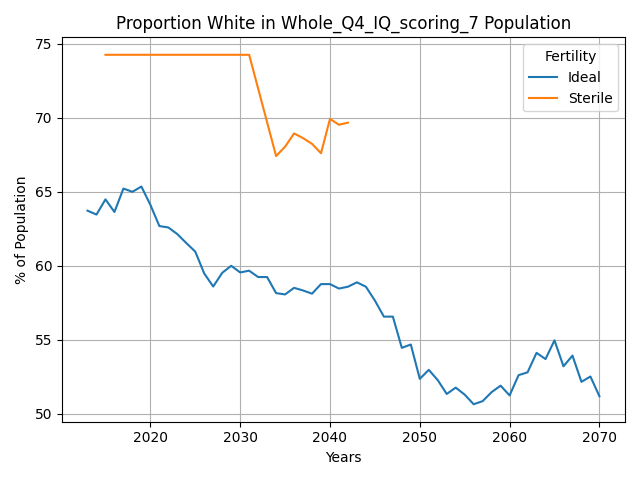 Proportion White in Whole_Q4_IQ_scoring_7 Population
75
70
65
60
55
50
% of Population
Fertility
Ideal
Sterile
2020
2030
2040
2050
2060
2070
Years